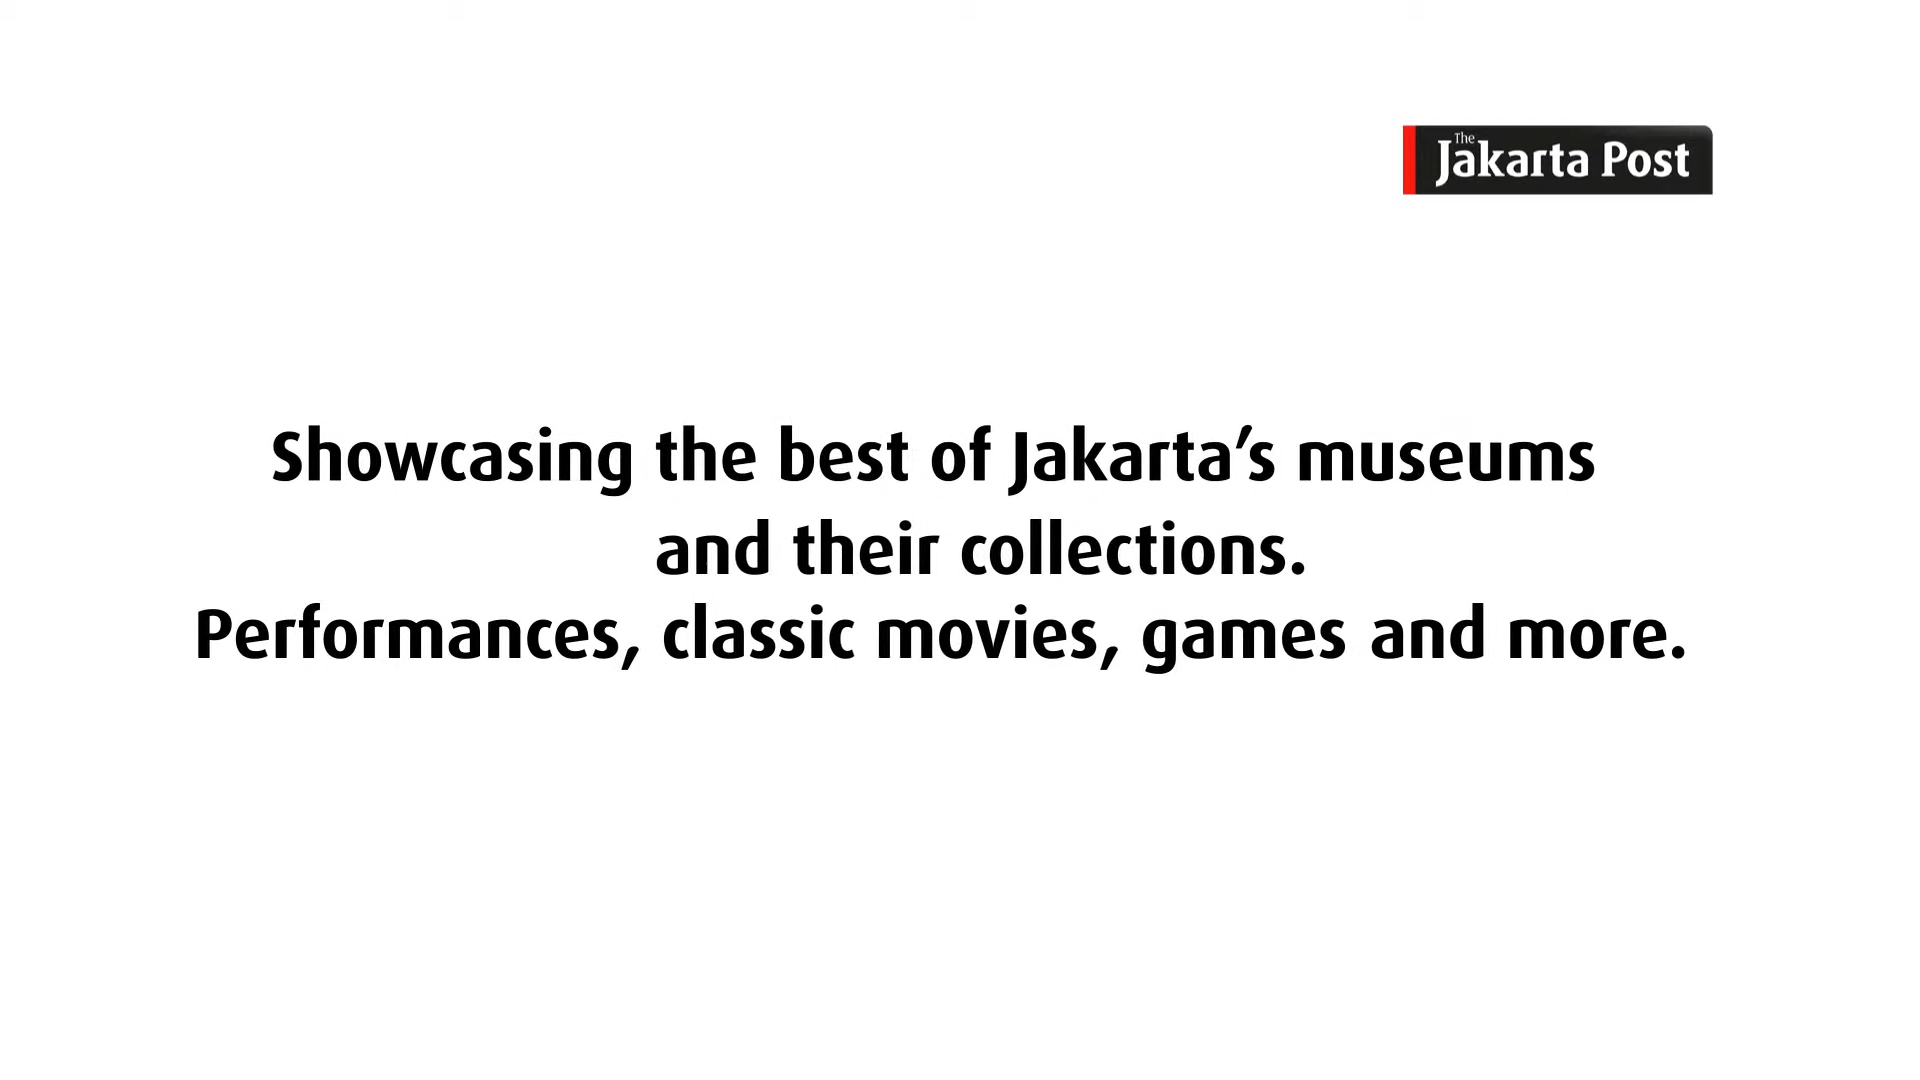 The
Jakarta Post
Showcasing the best of Jakarta’s museums
and their collections.
Performances, classic movies, games and more.